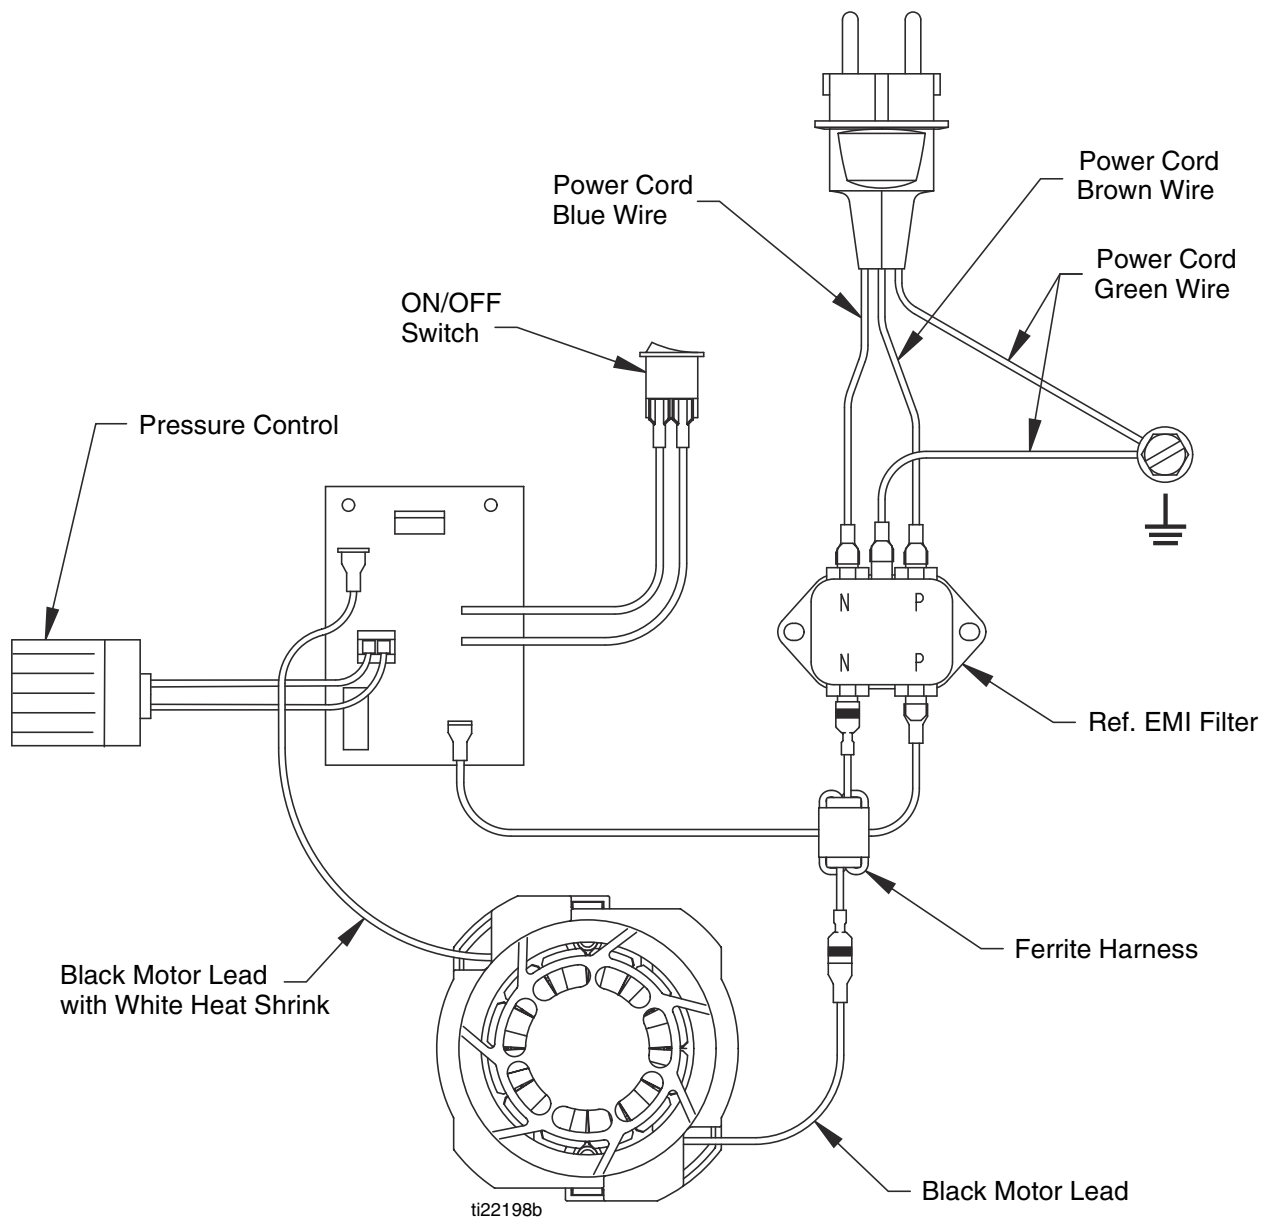 Power Cord
Brown Wire
Power Cord
Blue Wire
Power Cord
Green Wire
ON/OFF
Switch
Pressure Control
N
P
N
P
Ref. EMI Filter
Ferrite Harness
Black Motor Lead
with White Heat Shrink
Black Motor Lead
ti22198b